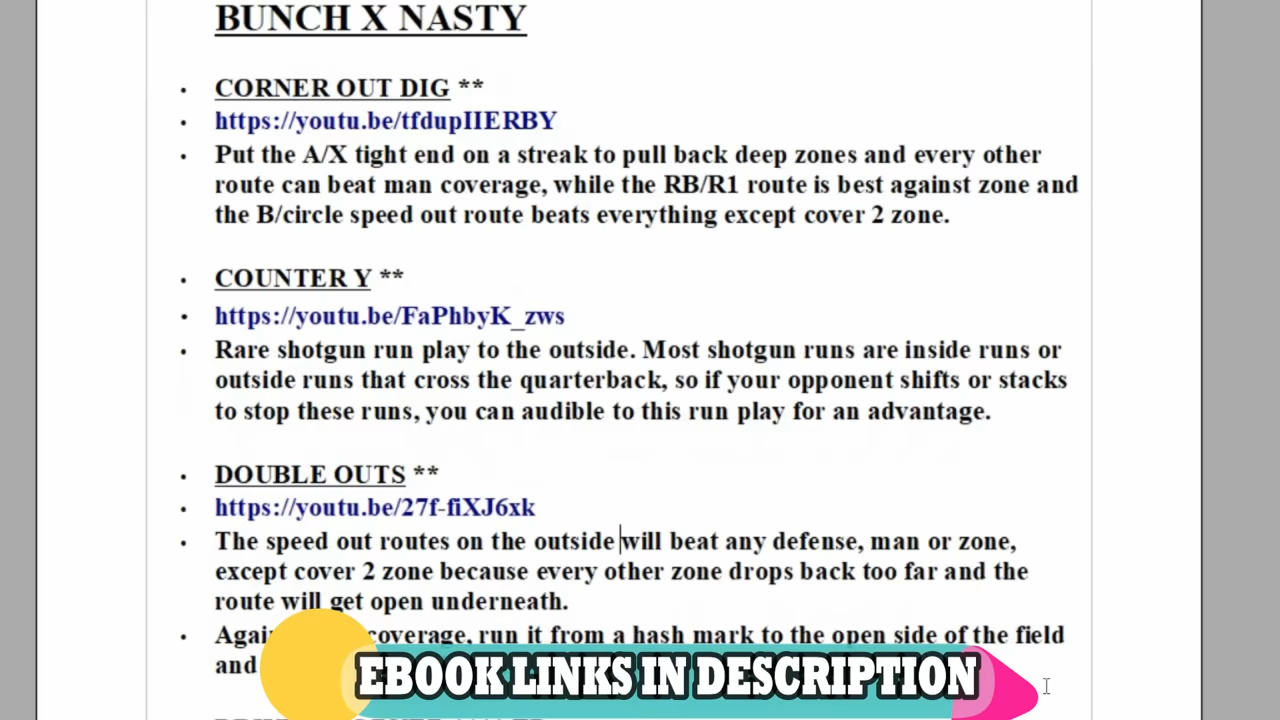 BUNCH X NASTY
• CORNER OUT DIG **
• https://youtu.be/tfdupIIERBY
• Put the A/X tight end on a streak to pull back deep zones and every other
route can beat man coverage, while the RB/R1 route is best against zone and
the B/circle speed out route beats everything except cover 2 zone.
• COUNTER Y **
• https://youtu.be/FaPhbyK_zws
• Rare shotgun run play to the outside. Most shotgun runs are inside runs or
outside runs that cross the quarterback, so if your opponent shifts or stacks
to stop these runs, you can audible to this run play for an advantage.
• DOUBLE OUTS **
• https://youtu.be/27f-fiXJ6xk
• The speed out routes on the outside will beat any defense, man or zone,
except cover 2 zone because every other zone drops back too far and the
route will get open underneath.
• coverage, run it from a hash mark to the open side of the field
and
EBOOK LINKS IN DESCRIPTION